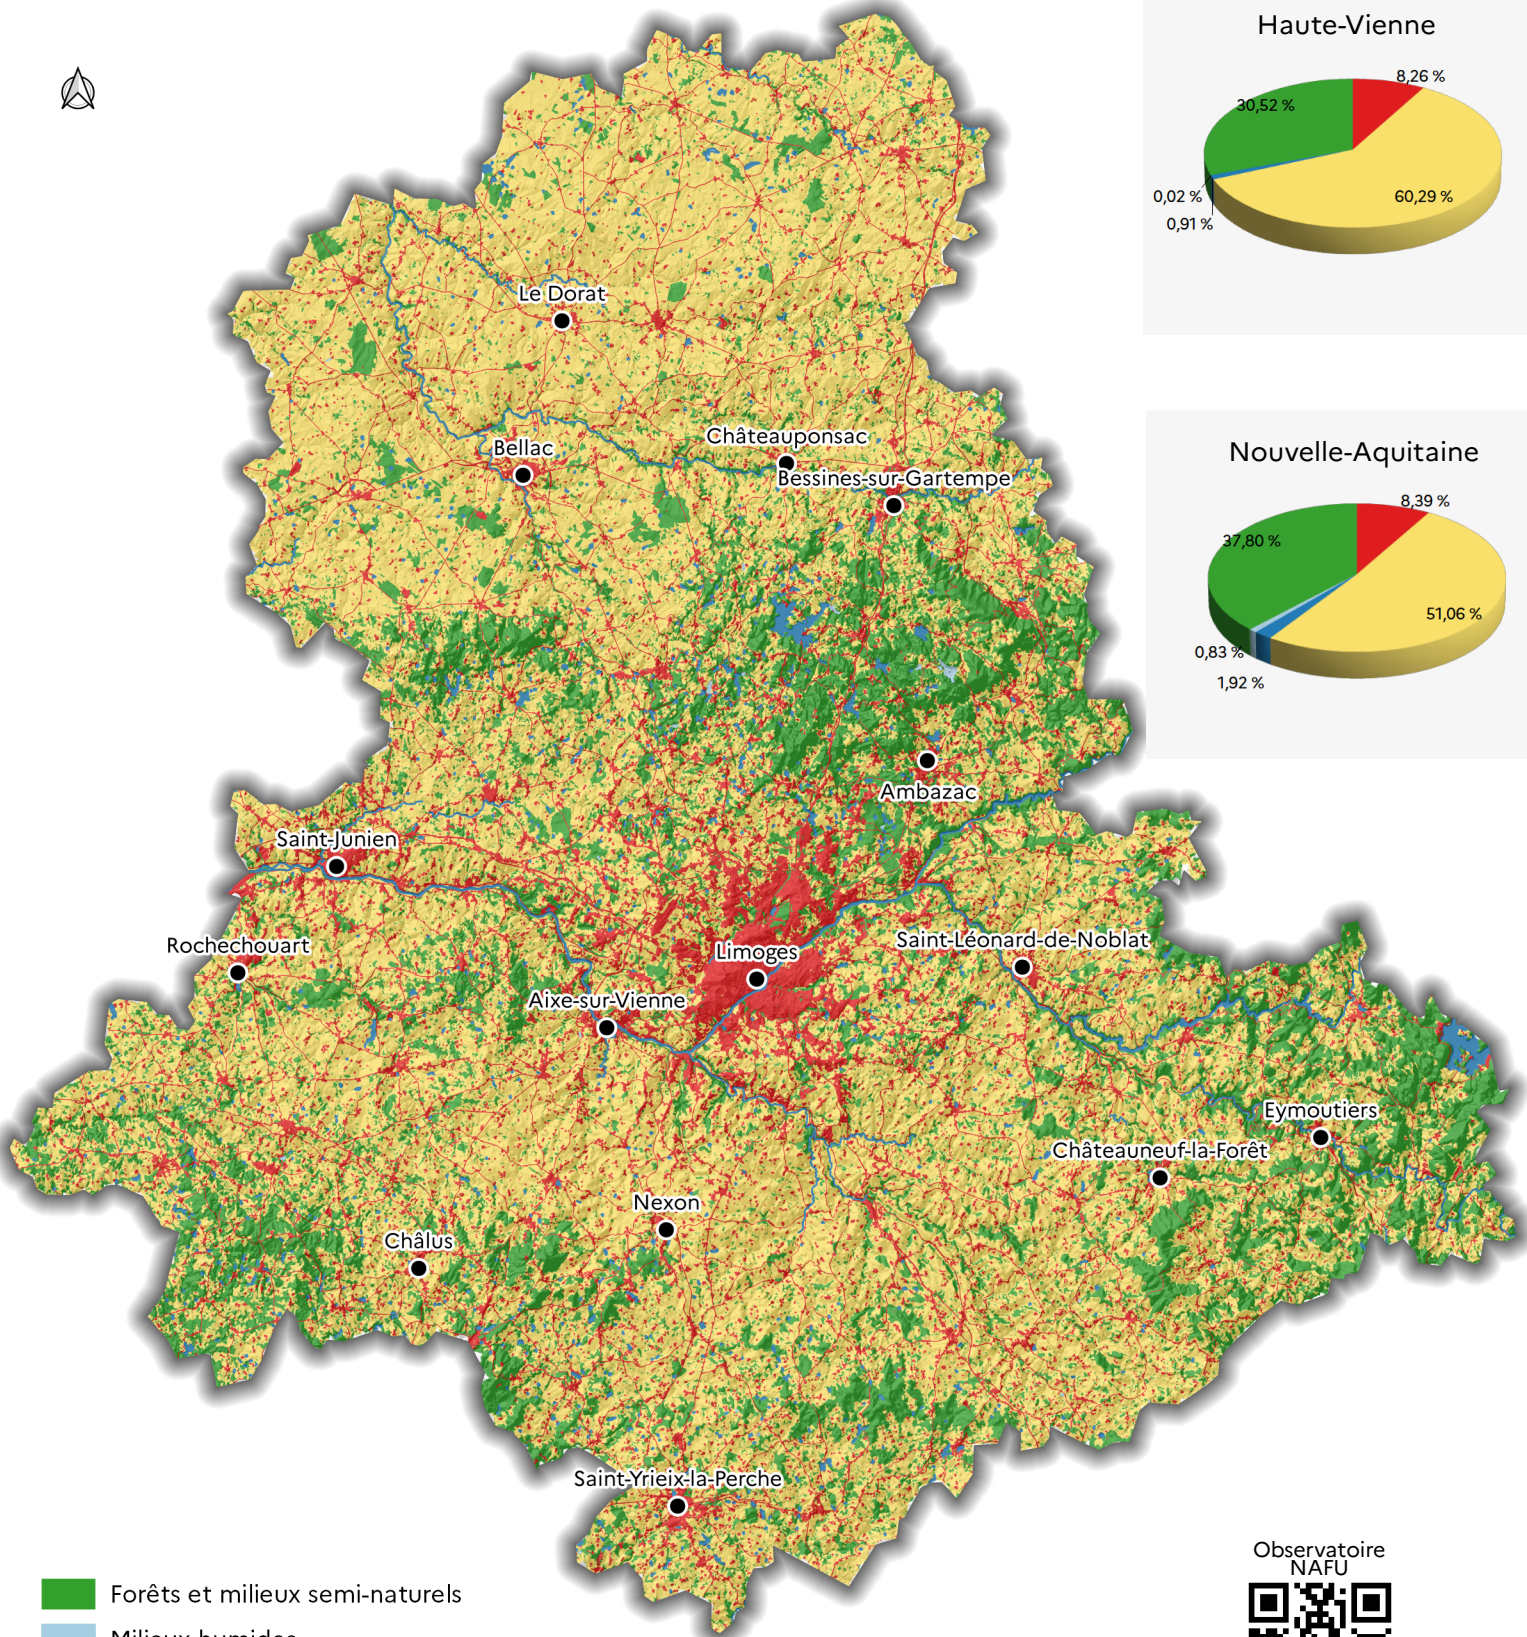 Haute-Vienne
8,26 %
30,52 %
60,29 %
0,02 %
0,91 %
Nouvelle-Aquitaine
8,39 %
37,80 %
51,06 %
0,83 %
1,92 %
Le Dorat
Bellac
Châteauponsac
Bessines-sur-Gartempe
Ambazac
Saint-Junien
Rochechouart
Limoges
Saint-Léonard-de-Noblat
Aixe-sur-Vienne
Eymoutiers
Châteauneuf-la-Forêt
Nexon
Châlus
Saint-Yrieix-la-Perche
Observatoire
NAFU
Forêts et milieux semi-naturels
Milieux humides